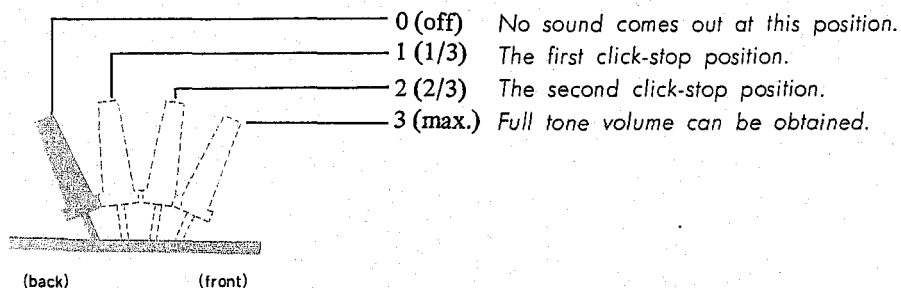 0 (off) No sound comes out at this position.
1 (1/3) The first click-stop position.
2 (2/3) The second click-stop position.
3 (max.) Full tone volume can be obtained.
(back) (front)